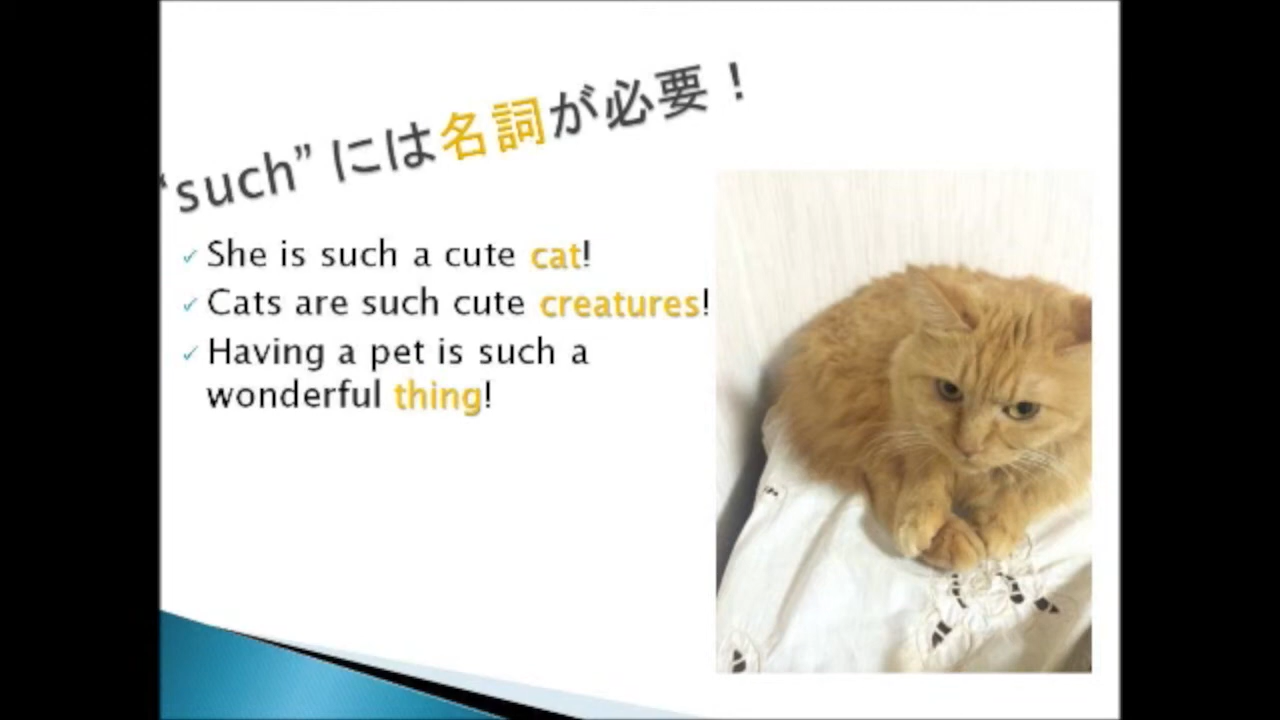 “such” には名詞が必要！
She is such a cute cat!
Cats are such cute creatures!
Having a pet is such a
wonderful thing!